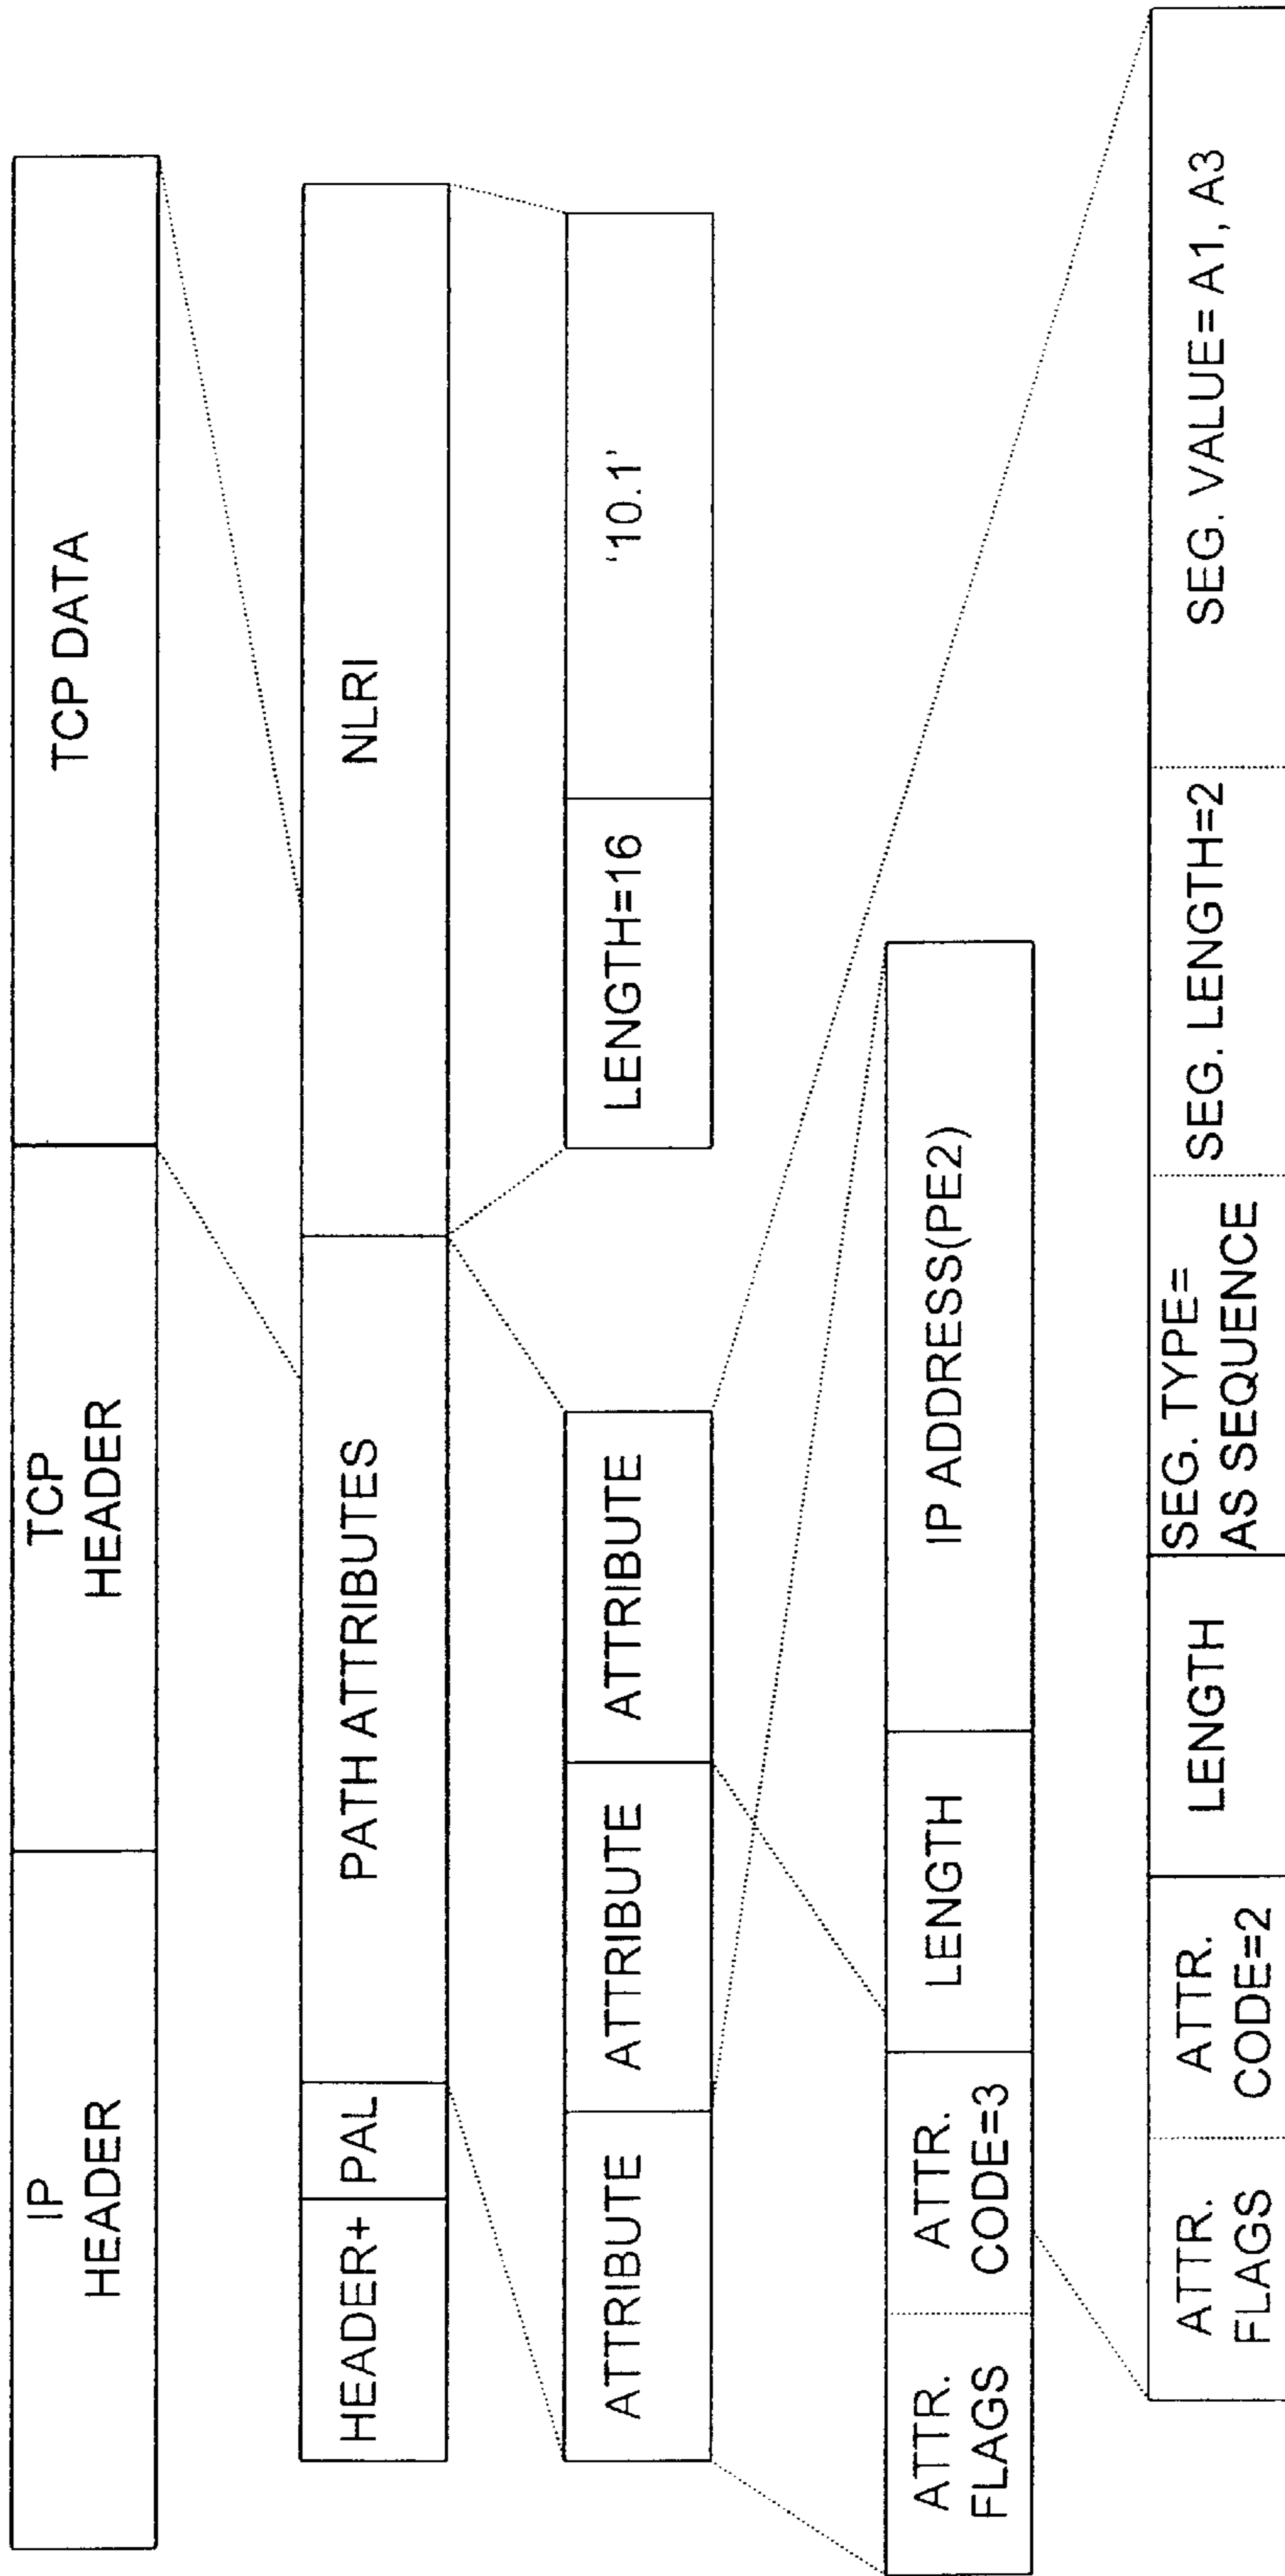 IP
HEADER
TCP
HEADER
TCP DATA
HEADER+
PAL
PATH ATTRIBUTES
NLRI
ATTRIBUTE
ATTRIBUTE
ATTRIBUTE
LENGTH=16
'10.1'
ATTR.
FLAGS
ATTR.
CODE=3
LENGTH
IP ADDRESS(PE2)
ATTR.
FLAGS
ATTR.
CODE=2
LENGTH
SEG. TYPE=
AS SEQUENCE
SEG. LENGTH=2
SEG. VALUE= A1, A3